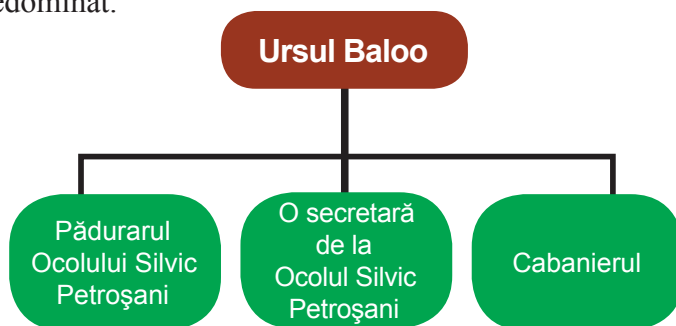 Ursul Baloo
Pădurarul
Ocolului Silvic
Petroşani
O secretară
de la
Ocolul Silvic
Petroşani
Cabanierul